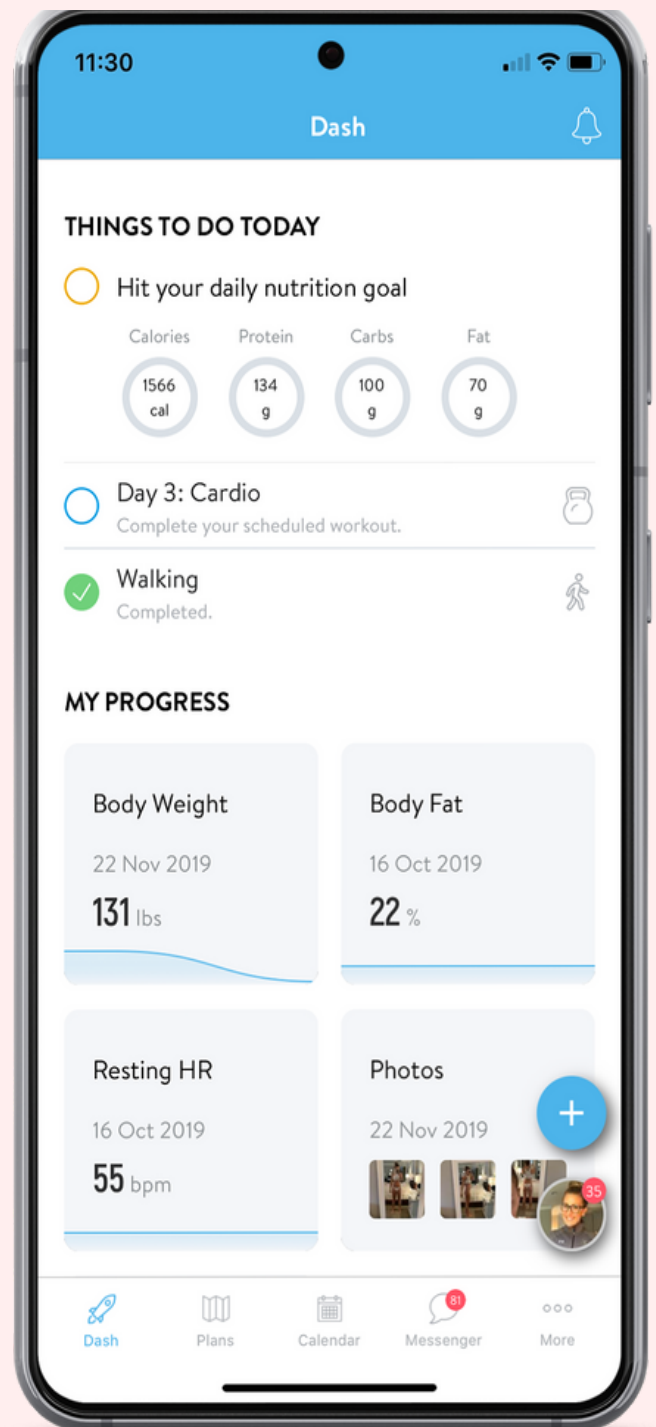 11:30
Dash
THINGS TO DO TODAY
Hit your daily nutrition goal
Calories Protein Carbs Fat
1566 134 100 70
cal g g g
Day 3: Cardio
Complete your scheduled workout.
Walking
Completed.
MY PROGRESS
Body Weight Body Fat
22 Nov 2019 16 Oct 2019
131 lbs 22 %
Resting HR Photos
16 Oct 2019 22 Nov 2019
55 bpm
35
81
Dash Plans Calendar Messenger More